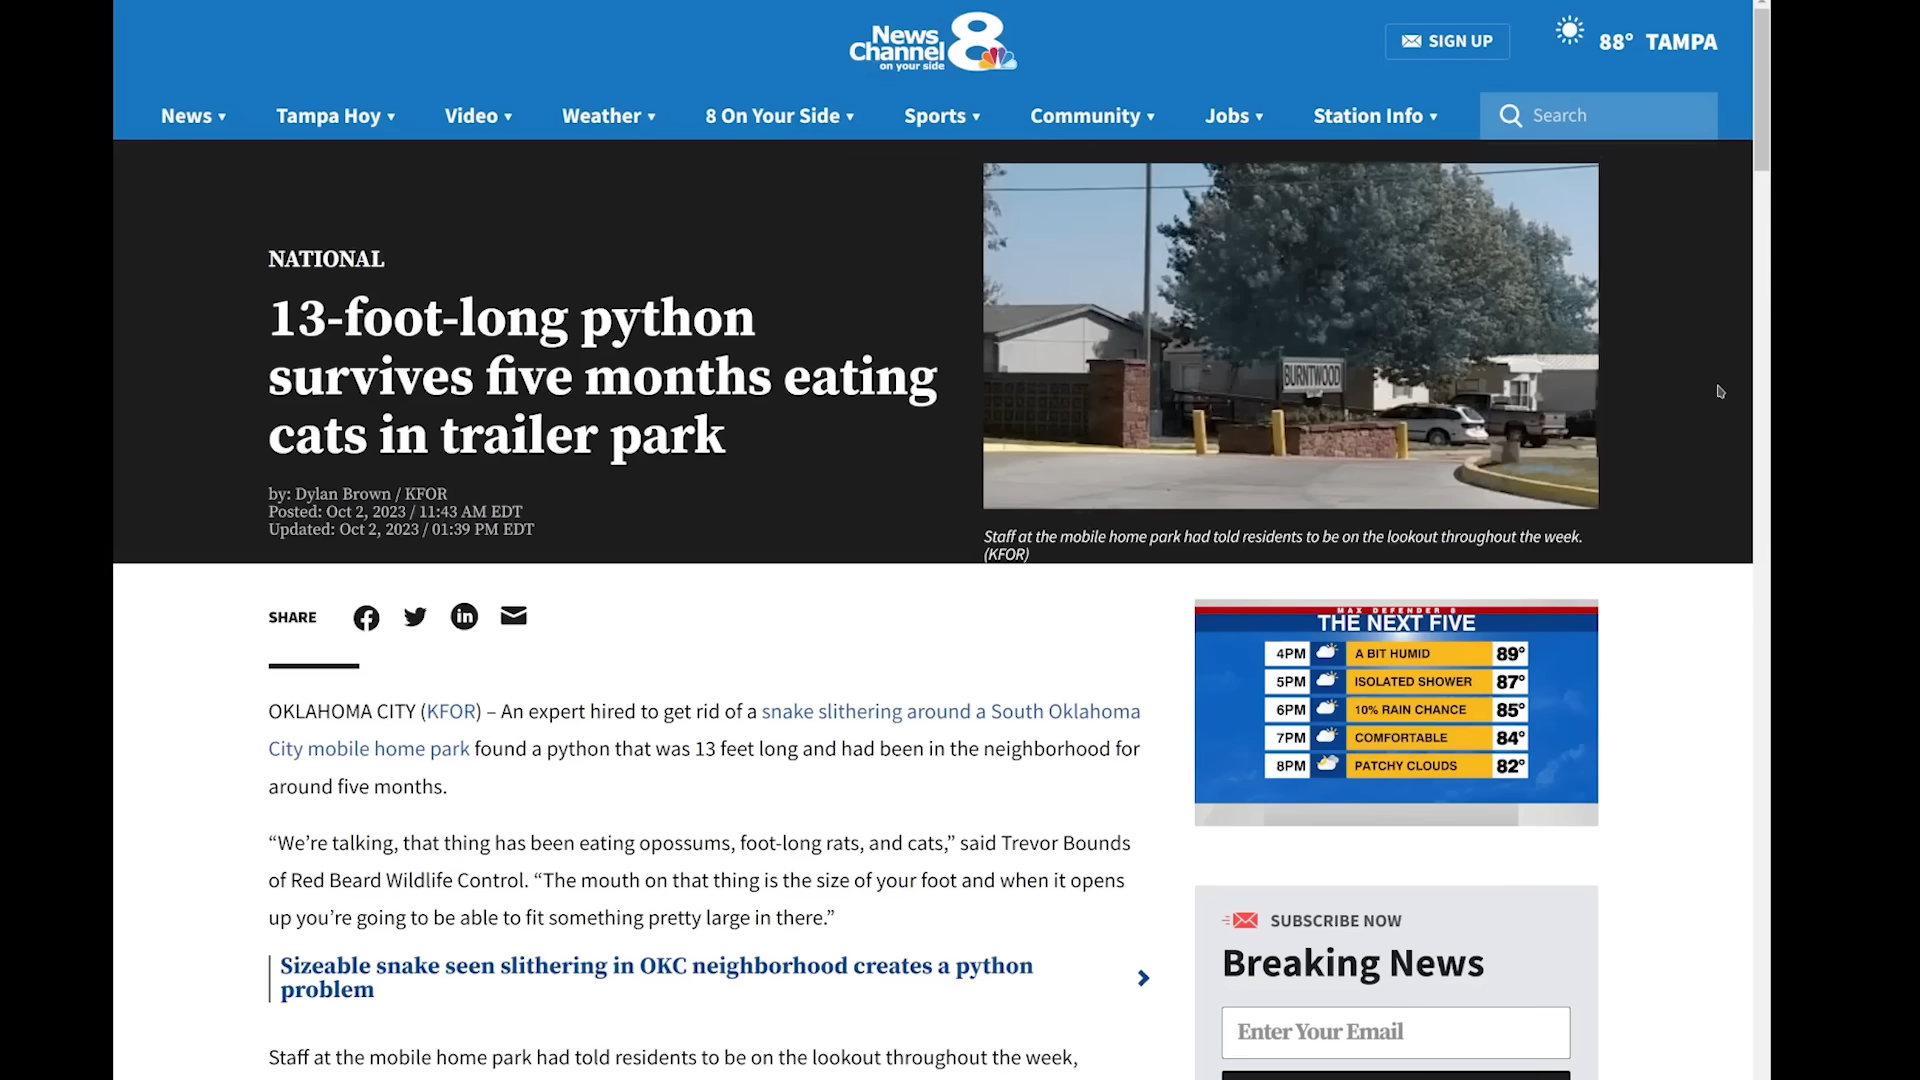 News
Channel 8
on your side
SIGN UP
88° TAMPA
News
Tampa Hoy
Video
Weather
8 On Your Side
Sports
Community
Jobs
Station Info
Search
NATIONAL
13-foot-long python
survives five months eating
cats in trailer park
by: Dylan Brown / KFOR
Posted: Oct 2, 2023 / 11:43 AM EDT
Updated: Oct 2, 2023 / 01:39 PM EDT
BURNTWOOD
Staff at the mobile home park had told residents to be on the lookout throughout the week.
(KFOR)
SHARE
OKLAHOMA CITY (KFOR) – An expert hired to get rid of a snake slithering around a South Oklahoma
City mobile home park found a python that was 13 feet long and had been in the neighborhood for
around five months.
“We’re talking, that thing has been eating opossums, foot-long rats, and cats,” said Trevor Bounds
of Red Beard Wildlife Control. “The mouth on that thing is the size of your foot and when it opens
up you’re going to be able to fit something pretty large in there.”
Sizeable snake seen slithering in OKC neighborhood creates a python
problem
Staff at the mobile home park had told residents to be on the lookout throughout the week,
MAX DEFENDER 8
THE NEXT FIVE
4PM A BIT HUMID 89°
5PM ISOLATED SHOWER 87°
6PM 10% RAIN CHANCE 85°
7PM COMFORTABLE 84°
8PM PATCHY CLOUDS 82°
SUBSCRIBE NOW
Breaking News
Enter Your Email